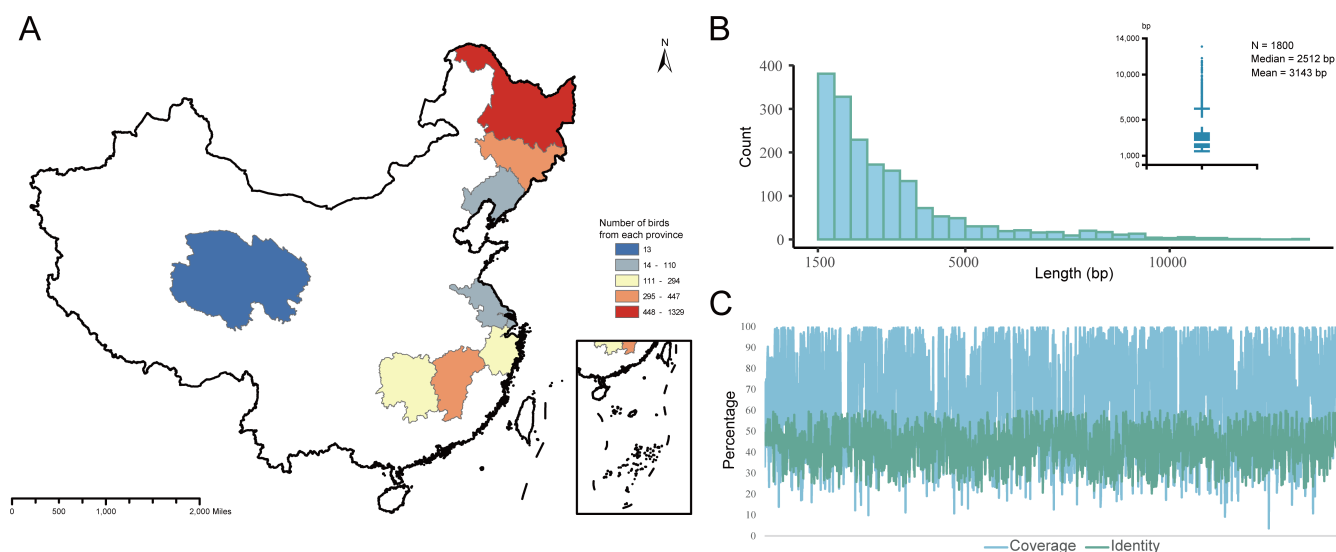 A
N
Number of birds
from each province
13
14 - 110
111 - 294
295 - 447
448 - 1329
0 500 1,000 2,000 Miles
B
400
300
200
100
0
Count
1500 5000 10000
Length (bp)
bp
14,000
10,000
5,000
1,000
0
N = 1800
Median = 2512 bp
Mean = 3143 bp
C
100
90
80
70
60
50
40
30
20
10
0
Percentage
Coverage Identity